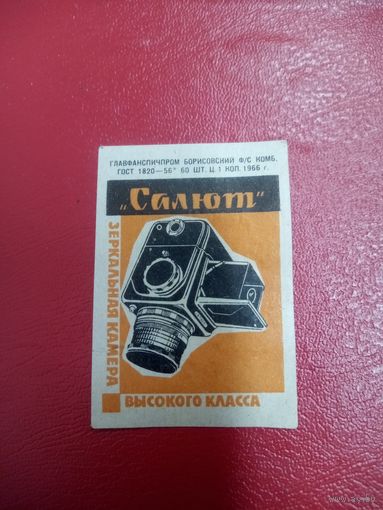 ГЛАВФАНСПИЧПРОМ БОРИСОВСКИЙ Ф/С КОМБ.
ГОСТ 1820—56* 60 ШТ. Ц. 1 КОП. 1966 г.
„Салют"
ЗЕРКАЛЬНАЯ КАМЕРА
ВЫСОКОГО КЛАССА